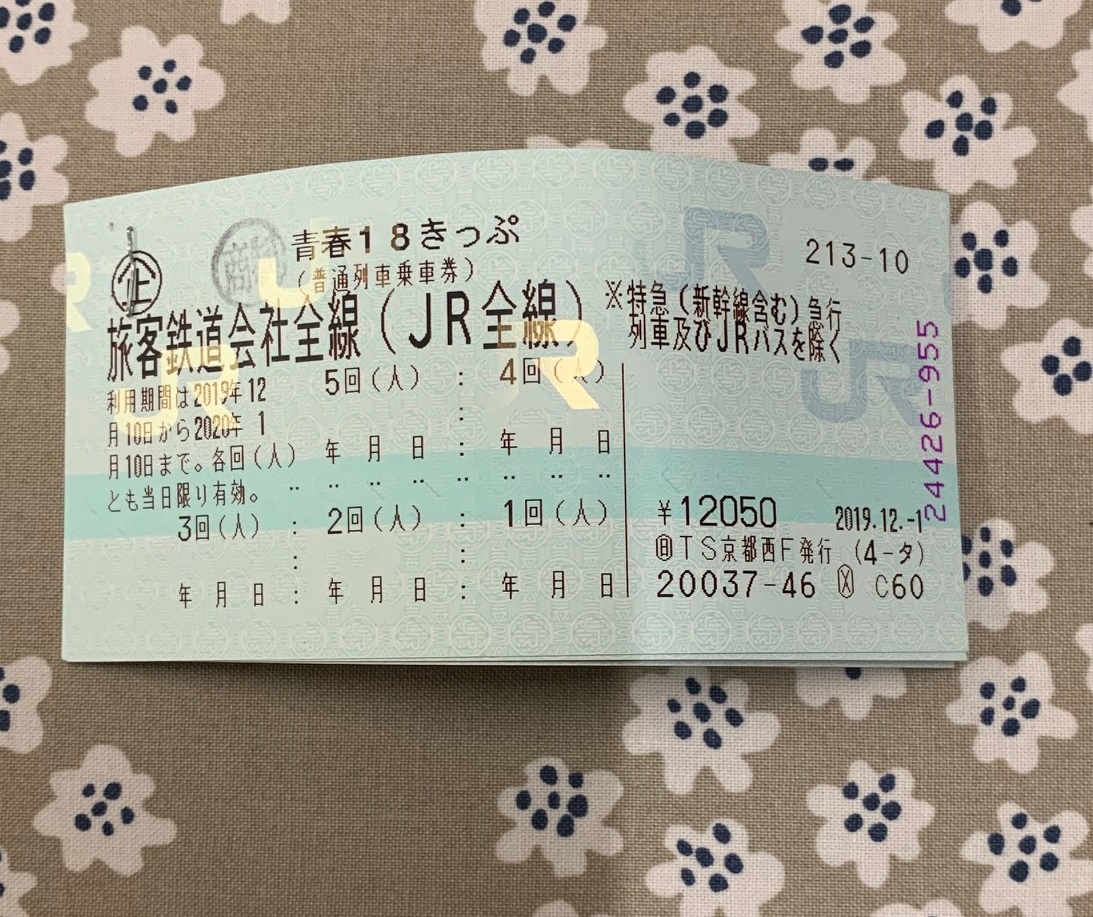 青春18きっぷ
(普通列車乗車券)
213-10
企
旅客鉄道会社全線(JR全線)
※特急(新幹線含む)急行
列車及びJRバスを除く
利用期間は2019年12
月10日から2020年 1
月10日まで。各回(人)
とも当日限り有効。
5回(人) : 4回(人)
年 月 日 : 年 月 日
3回(人) : 2回(人) : 1回(人)
年 月 日 : 年 月 日 : 年 月 日
¥12050 2019.12.-1
TS京都西F発行 (4-タ)
20037-46 C60
24426-955
JR
JR
JR
JR